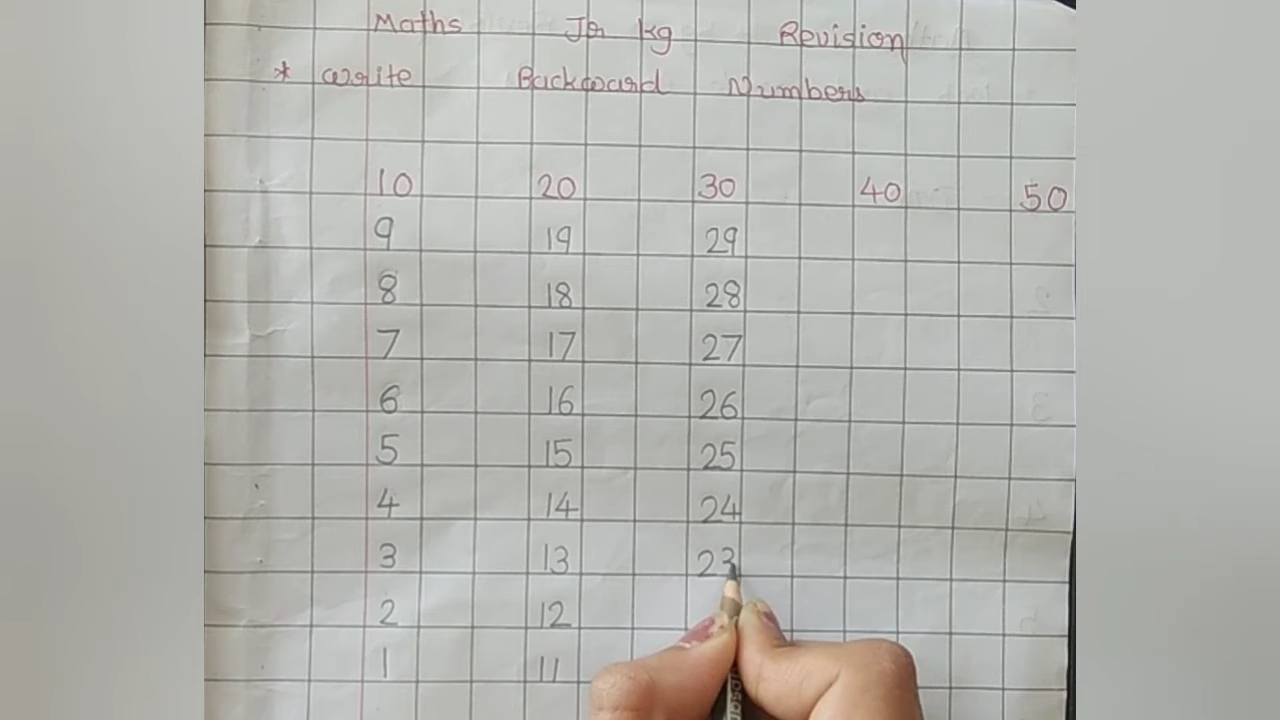 Maths Jr kg Revision
* Write Backward Numbers
10 20 30 40 50
9 19 29
8 18 28
7 17 27
6 16 26
5 15 25
4 14 24
3 13 23
2 12
1 11